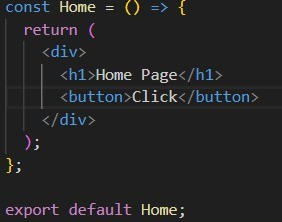 const Home = () => {
  return (
    <div>
      <h1>Home Page</h1>
      <button>Click</button>
    </div>
  );
};

export default Home;